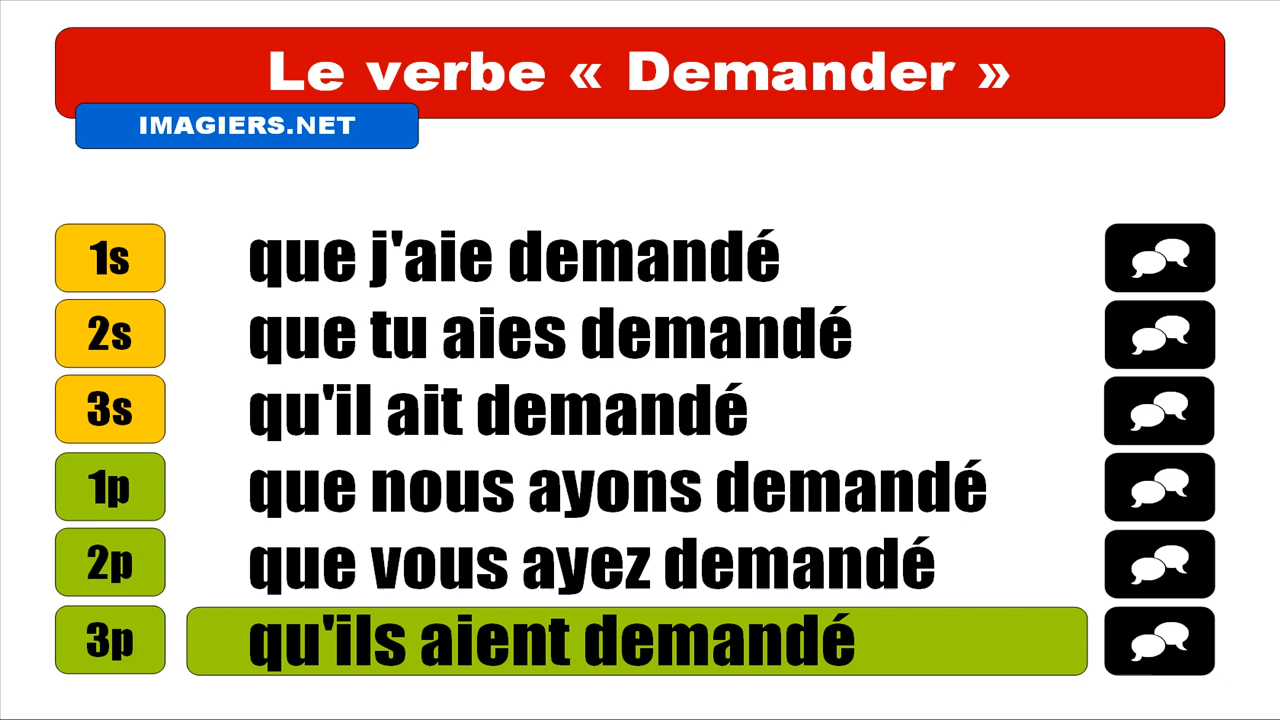 Le verbe « Demander »
IMAGIERS.NET
1s que j'aie demandé
2s que tu aies demandé
3s qu'il ait demandé
1p que nous ayons demandé
2p que vous ayez demandé
3p qu'ils aient demandé